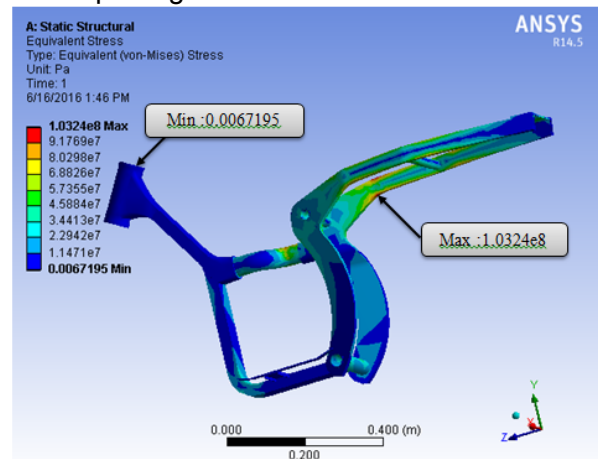 A: Static Structural
Equivalent Stress
Type: Equivalent (von-Mises) Stress
Unit: Pa
Time: 1
6/16/2016 1:46 PM
ANSYS
R14.5
1.0324e8 Max
9.1769e7
8.0298e7
6.8826e7
5.7355e7
4.5884e7
3.4413e7
2.2942e7
1.1471e7
0.0067195 Min
Min :0.0067195
Max :1.0324e8
0.000
0.400 (m)
0.200
Y
Z
X